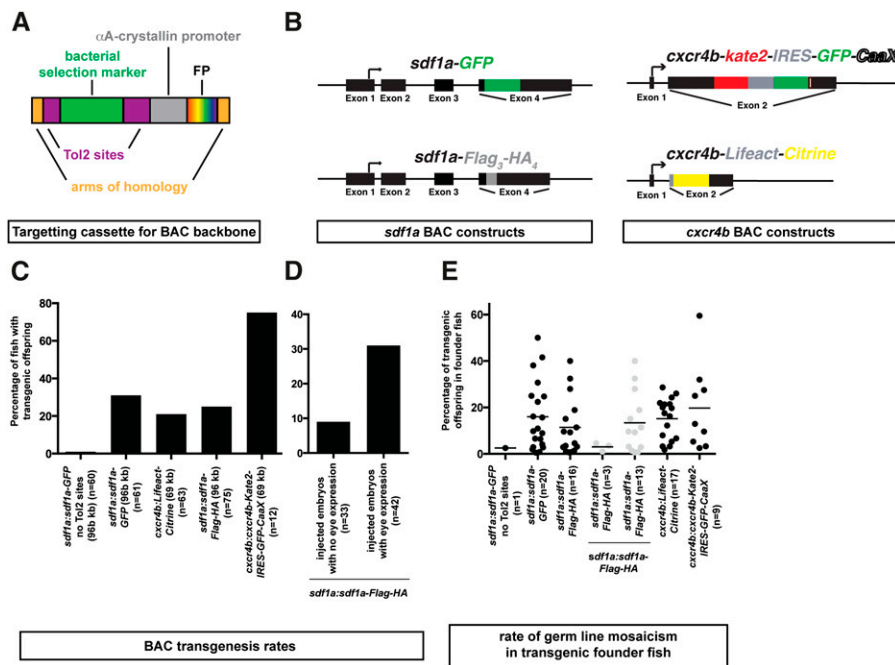 A
αA-crystallin promoter
bacterial
selection marker
FP
Tol2 sites
arms of homology
Targetting cassette for BAC backbone
B
sdf1a-GFP
Exon 1
Exon 2
Exon 3
Exon 4
sdf1a-Flag3-HA4
Exon 1
Exon 2
Exon 3
Exon 4
sdf1a BAC constructs
cxcr4b-kate2-IRES-GFP-CaaX
Exon 1
Exon 2
cxcr4b-Lifeact-Citrine
Exon 1
Exon 2
cxcr4b BAC constructs
C
Percentage of fish with
transgenic offspring
80
60
40
20
0
sdf1a:sdf1a-GFP
no Tol2 sites
(96b kb) (n=60)
sdf1a:sdf1a-
GFP (96b kb)
(n=61)
cxcr4b:Lifeact-
Citrine (69 kb)
(n=63)
sdf1a:sdf1a-
Flag-HA (96 kb)
(n=75)
cxcr4b:cxcr4b-Kate2-
IRES-GFP-CaaX (69 kb)
(n=12)
D
40
30
20
10
0
injected embryos
with no eye expression
(n=33)
injected embryos
with eye expression
(n=42)
sdf1a:sdf1a-Flag-HA
BAC transgenesis rates
E
Percentage of transgenic
offspring in founder fish
80
60
40
20
0
sdf1a:sdf1a-GFP
no Tol2 sites
(n=1)
sdf1a:sdf1a-
GFP (n=20)
sdf1a:sdf1a-
Flag-HA (n=16)
sdf1a:sdf1a-
Flag-HA (n=3)
sdf1a:sdf1a-
Flag-HA (n=13)
sdf1a:sdf1a-
Flag-HA
cxcr4b:Lifeact-
Citrine (n=17)
cxcr4b:cxcr4b-Kate2-
IRES-GFP-CaaX
(n=9)
rate of germ line mosaicism
in transgenic founder fish